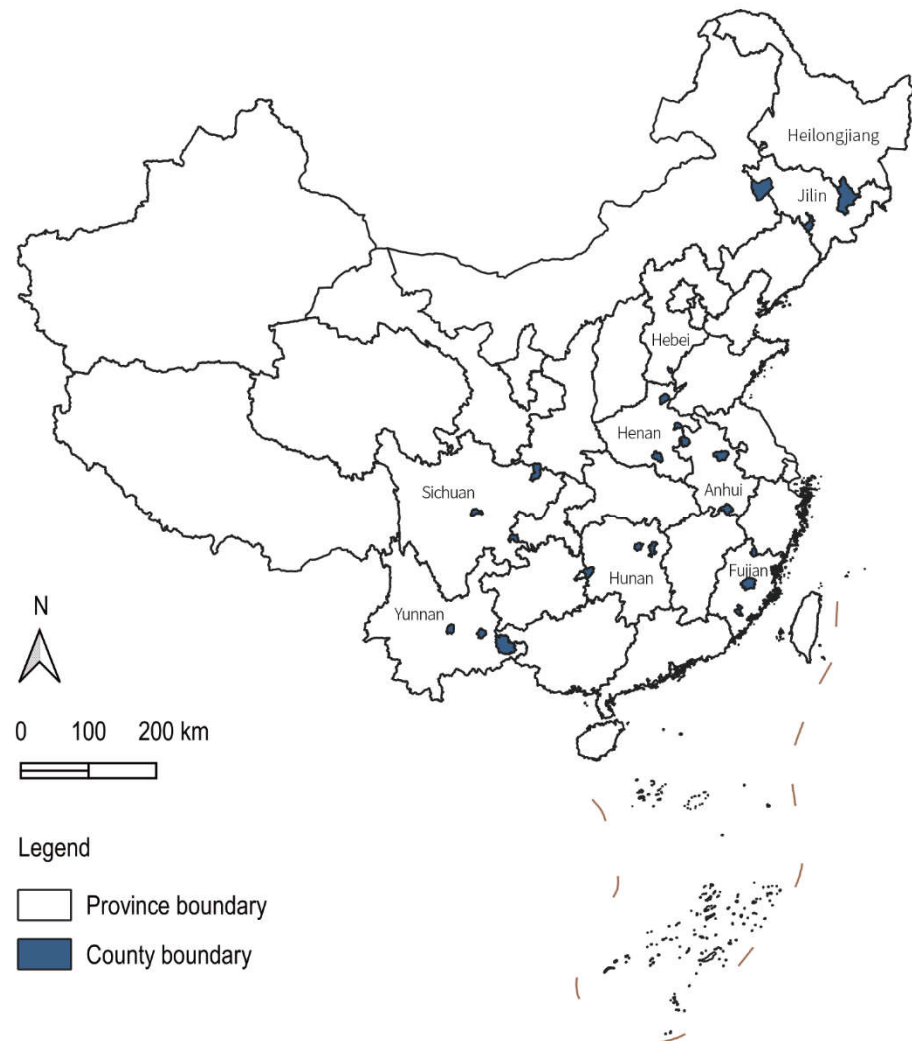 Heilongjiang
Jilin
Hebei
Henan
Sichuan
Anhui
Hunan
Fujian
Yunnan
N
0 100 200 km
Legend
Province boundary
County boundary